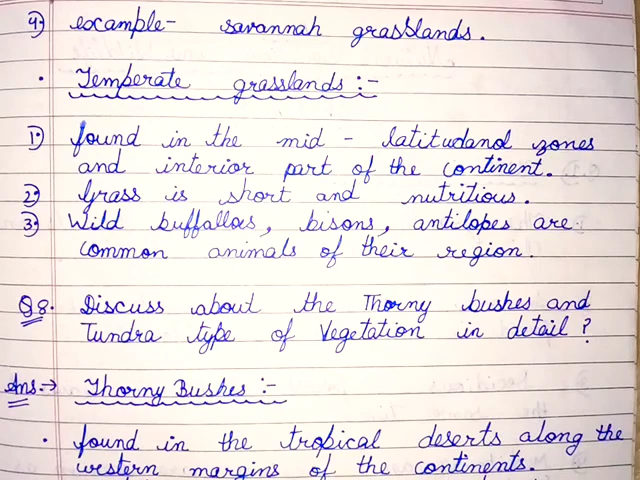 4. example- savannah grasslands.
• Temperate grasslands :-
1. found in the mid - latitudanol zones
and interior part of the continent.
2. Grass is short and nutritious.
3. Wild buffallos, bisons, antilopes are
common animals of their region.
Q8. Discuss about the Thorny bushes and
Tundra type of Vegetation in detail?
Ans:→ Thorny Bushes :-
• found in the tropical deserts along the
western margins of the continents.